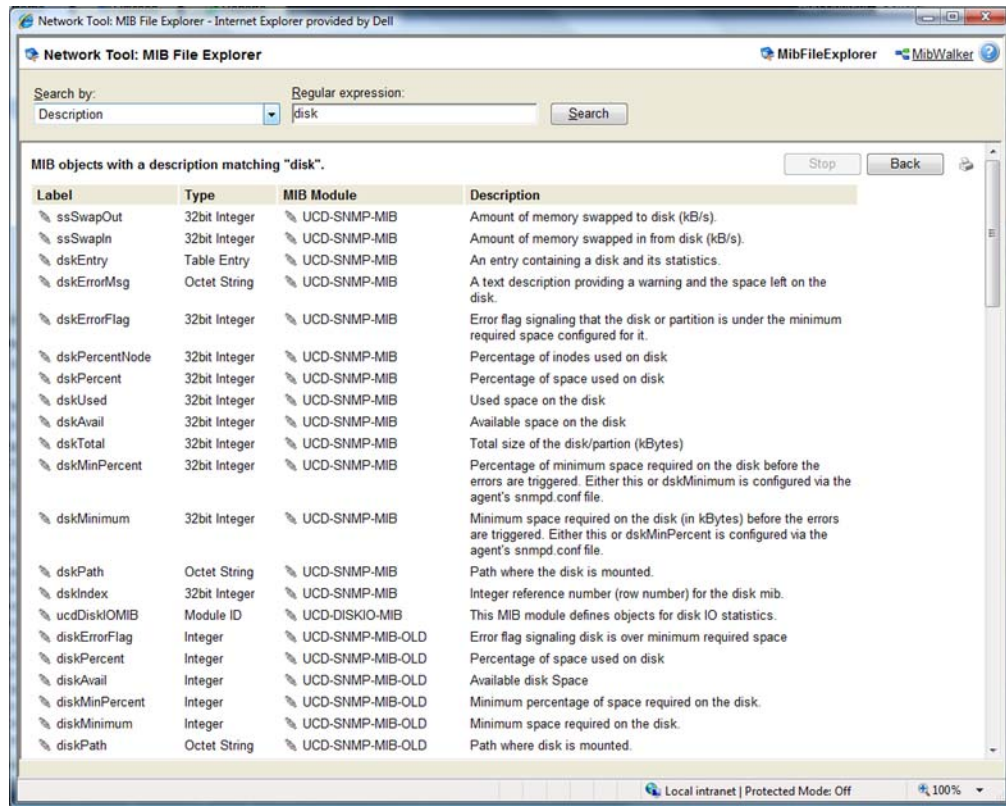 Network Tool: MIB File Explorer - Internet Explorer provided by Dell
Network Tool: MIB File Explorer MibFileExplorer MibWalker
Search by: Regular expression:
Description disk Search
MIB objects with a description matching "disk". Stop Back
Label Type MIB Module Description
ssSwapOut 32bit Integer UCD-SNMP-MIB Amount of memory swapped to disk (kB/s).
ssSwapIn 32bit Integer UCD-SNMP-MIB Amount of memory swapped in from disk (kB/s).
dskEntry Table Entry UCD-SNMP-MIB An entry containing a disk and its statistics.
dskErrorMsg Octet String UCD-SNMP-MIB A text description providing a warning and the space left on the
disk.
dskErrorFlag 32bit Integer UCD-SNMP-MIB Error flag signaling that the disk or partition is under the minimum
required space configured for it.
dskPercentNode 32bit Integer UCD-SNMP-MIB Percentage of inodes used on disk
dskPercent 32bit Integer UCD-SNMP-MIB Percentage of space used on disk
dskUsed 32bit Integer UCD-SNMP-MIB Used space on the disk
dskAvail 32bit Integer UCD-SNMP-MIB Available space on the disk
dskTotal 32bit Integer UCD-SNMP-MIB Total size of the disk/partion (kBytes)
dskMinPercent 32bit Integer UCD-SNMP-MIB Percentage of minimum space required on the disk before the
errors are triggered. Either this or dskMinimum is configured via the
agent's snmpd.conf file.
dskMinimum 32bit Integer UCD-SNMP-MIB Minimum space required on the disk (in kBytes) before the errors
are triggered. Either this or dskMinPercent is configured via the
agent's snmpd.conf file.
dskPath Octet String UCD-SNMP-MIB Path where the disk is mounted.
dskIndex 32bit Integer UCD-SNMP-MIB Integer reference number (row number) for the disk mib.
ucdDiskIOMIB Module ID UCD-DISKIO-MIB This MIB module defines objects for disk IO statistics.
diskErrorFlag Integer UCD-SNMP-MIB-OLD Error flag signaling disk is over minimum required space
diskPercent Integer UCD-SNMP-MIB-OLD Percentage of space used on disk
diskAvail Integer UCD-SNMP-MIB-OLD Available disk Space
diskMinPercent Integer UCD-SNMP-MIB-OLD Minimum percentage of space required on the disk.
diskMinimum Integer UCD-SNMP-MIB-OLD Minimum space required on the disk.
diskPath Octet String UCD-SNMP-MIB-OLD Path where disk is mounted.
Local intranet | Protected Mode: Off 100%